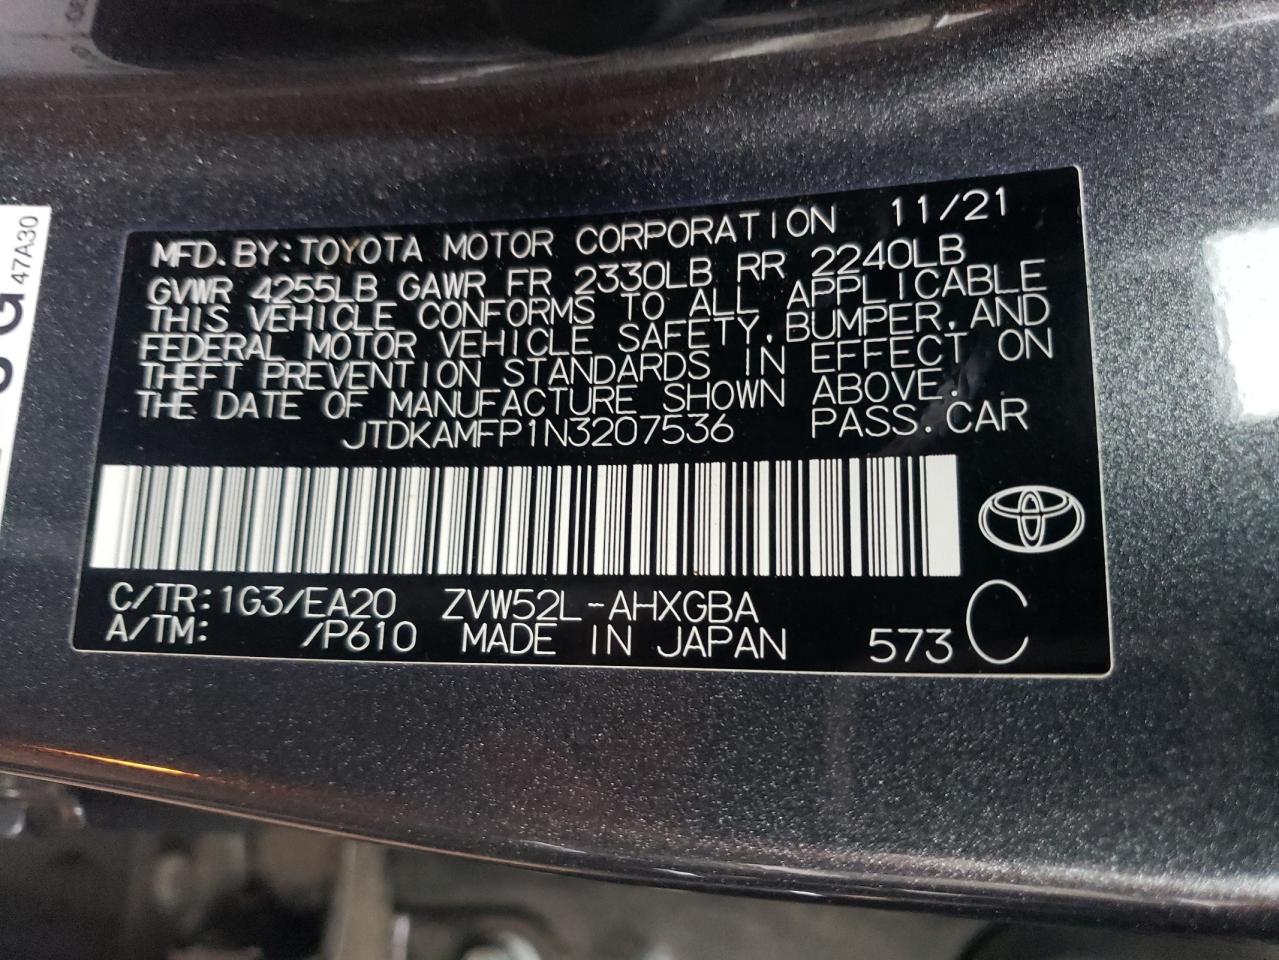 MFD. BY: TOYOTA MOTOR CORPORATION 11/21
GVWR 4255LB GAWR FR 2330LB RR 2240LB
THIS VEHICLE CONFORMS TO ALL APPLICABLE
FEDERAL MOTOR VEHICLE SAFETY, BUMPER, AND
THEFT PREVENTION STANDARDS IN EFFECT ON
THE DATE OF MANUFACTURE SHOWN ABOVE.
JTDKAMFP1N3207536 PASS. CAR
C/TR: 1G3/EA20 ZVW52L-AHXGBA
A/TM: /P610 MADE IN JAPAN 573 C
47A30